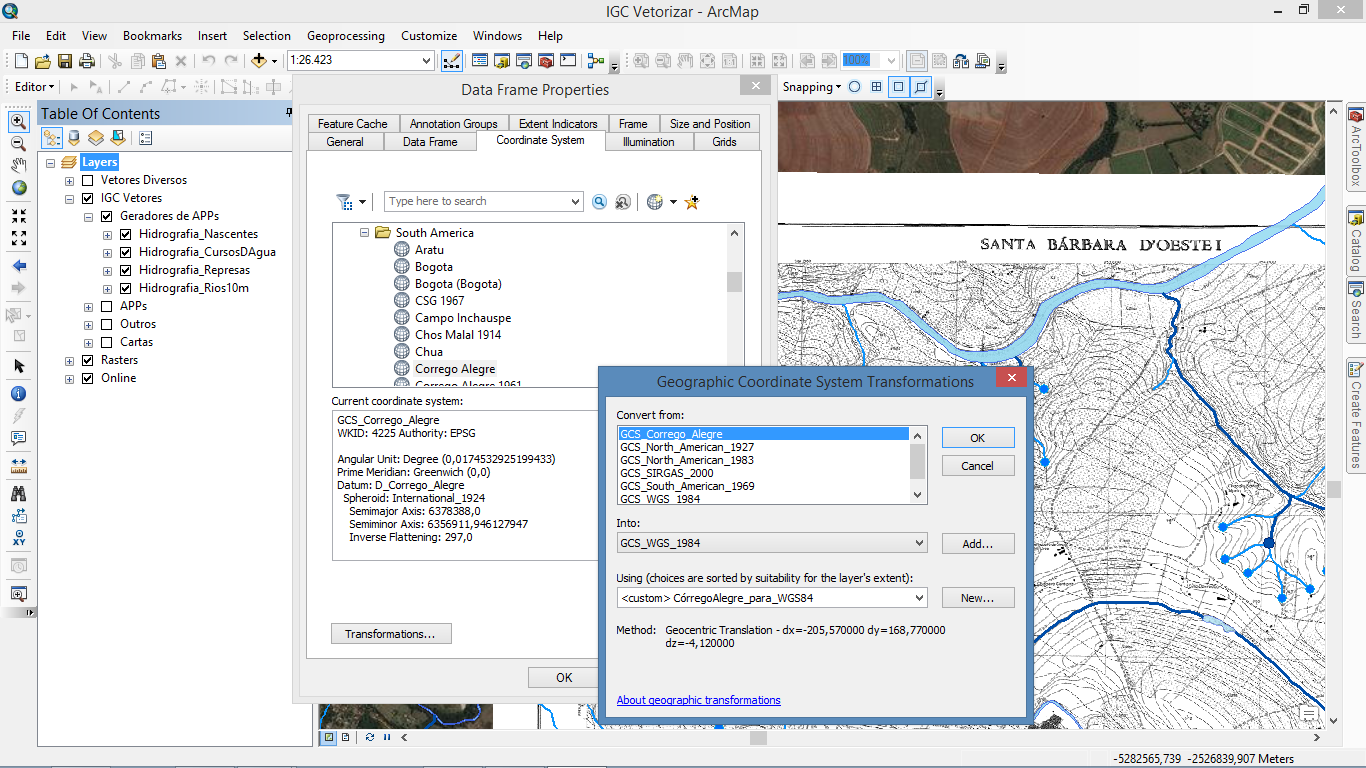 IGC Vetorizar - ArcMap
File Edit View Bookmarks Insert Selection Geoprocessing Customize Windows Help
1:26.423
100%
Editor
Snapping
Table Of Contents
Layers
Vetores Diversos
IGC Vetores
Geradores de APPs
Hidrografia_Nascentes
Hidrografia_CursosDAgua
Hidrografia_Represas
Hidrografia_Rios10m
APPs
Outros
Cartas
Rasters
Online
Data Frame Properties
Feature Cache Annotation Groups Extent Indicators Frame Size and Position
General Data Frame Coordinate System Illumination Grids
Type here to search
South America
Aratu
Bogota
Bogota (Bogota)
CSG 1967
Campo Inchauspe
Chos Malal 1914
Chua
Corrego Alegre
Corrego Alegre 1961
Current coordinate system:
GCS_Corrego_Alegre
WKID: 4225 Authority: EPSG
Angular Unit: Degree (0,0174532925199433)
Prime Meridian: Greenwich (0,0)
Datum: D_Corrego_Alegre
Spheroid: International_1924
Semimajor Axis: 6378388,0
Semiminor Axis: 6356911,946127947
Inverse Flattening: 297,0
Transformations...
OK
Geographic Coordinate System Transformations
Convert from:
GCS_Corrego_Alegre
GCS_North_American_1927
GCS_North_American_1983
GCS_SIRGAS_2000
GCS_South_American_1969
GCS_WGS_1984
OK
Cancel
Into:
GCS_WGS_1984
Add...
Using (choices are sorted by suitability for the layer's extent):
<custom> CórregoAlegre_para_WGS84
New...
Method: Geocentric Translation - dx=-205,570000 dy=168,770000
dz=-4,120000
About geographic transformations
SANTA BÁRBARA D'OESTE I
ArcToolbox
Catalog
Search
Create Features
-5282565,739 -2526839,907 Meters